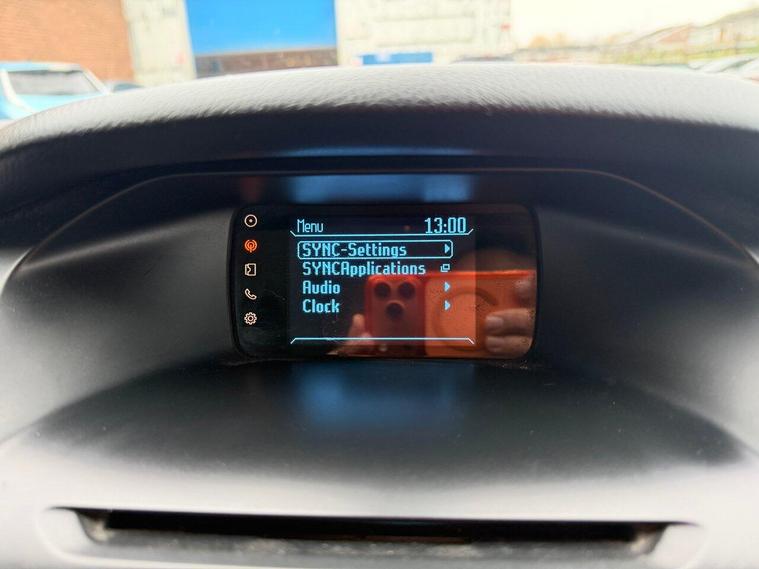 Menu 13:00
SYNC-Settings
SYNCApplications
Audio
Clock